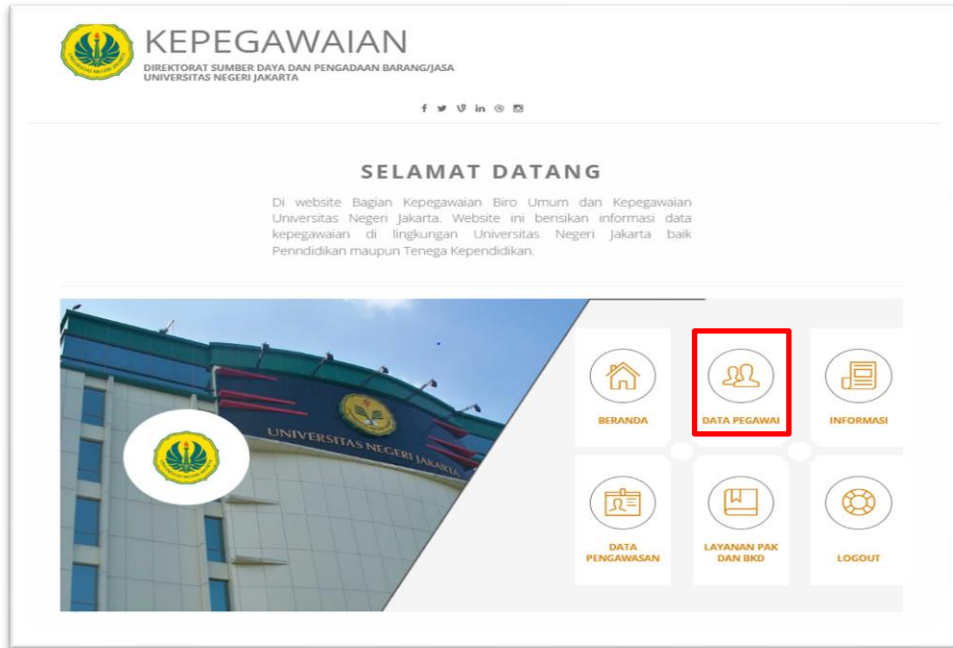 KEPEGAWAIAN
DIREKTORAT SUMBER DAYA DAN PENGADAAN BARANG/JASA
UNIVERSITAS NEGERI JAKARTA
SELAMAT DATANG
Di website Bagian Kepegawaian Biro Umum dan Kepegawaian
Universitas Negeri Jakarta. Website ini berisikan informasi data
kepegawaian di lingkungan Universitas Negeri Jakarta baik
Penndidikan maupun Tenega Kependidikan.
UNIVERSITAS NEGERI JAKARTA
BERANDA
DATA PEGAWAI
INFORMASI
DATA
PENGAWASAN
LAYANAN PAK
DAN BKD
LOGOUT